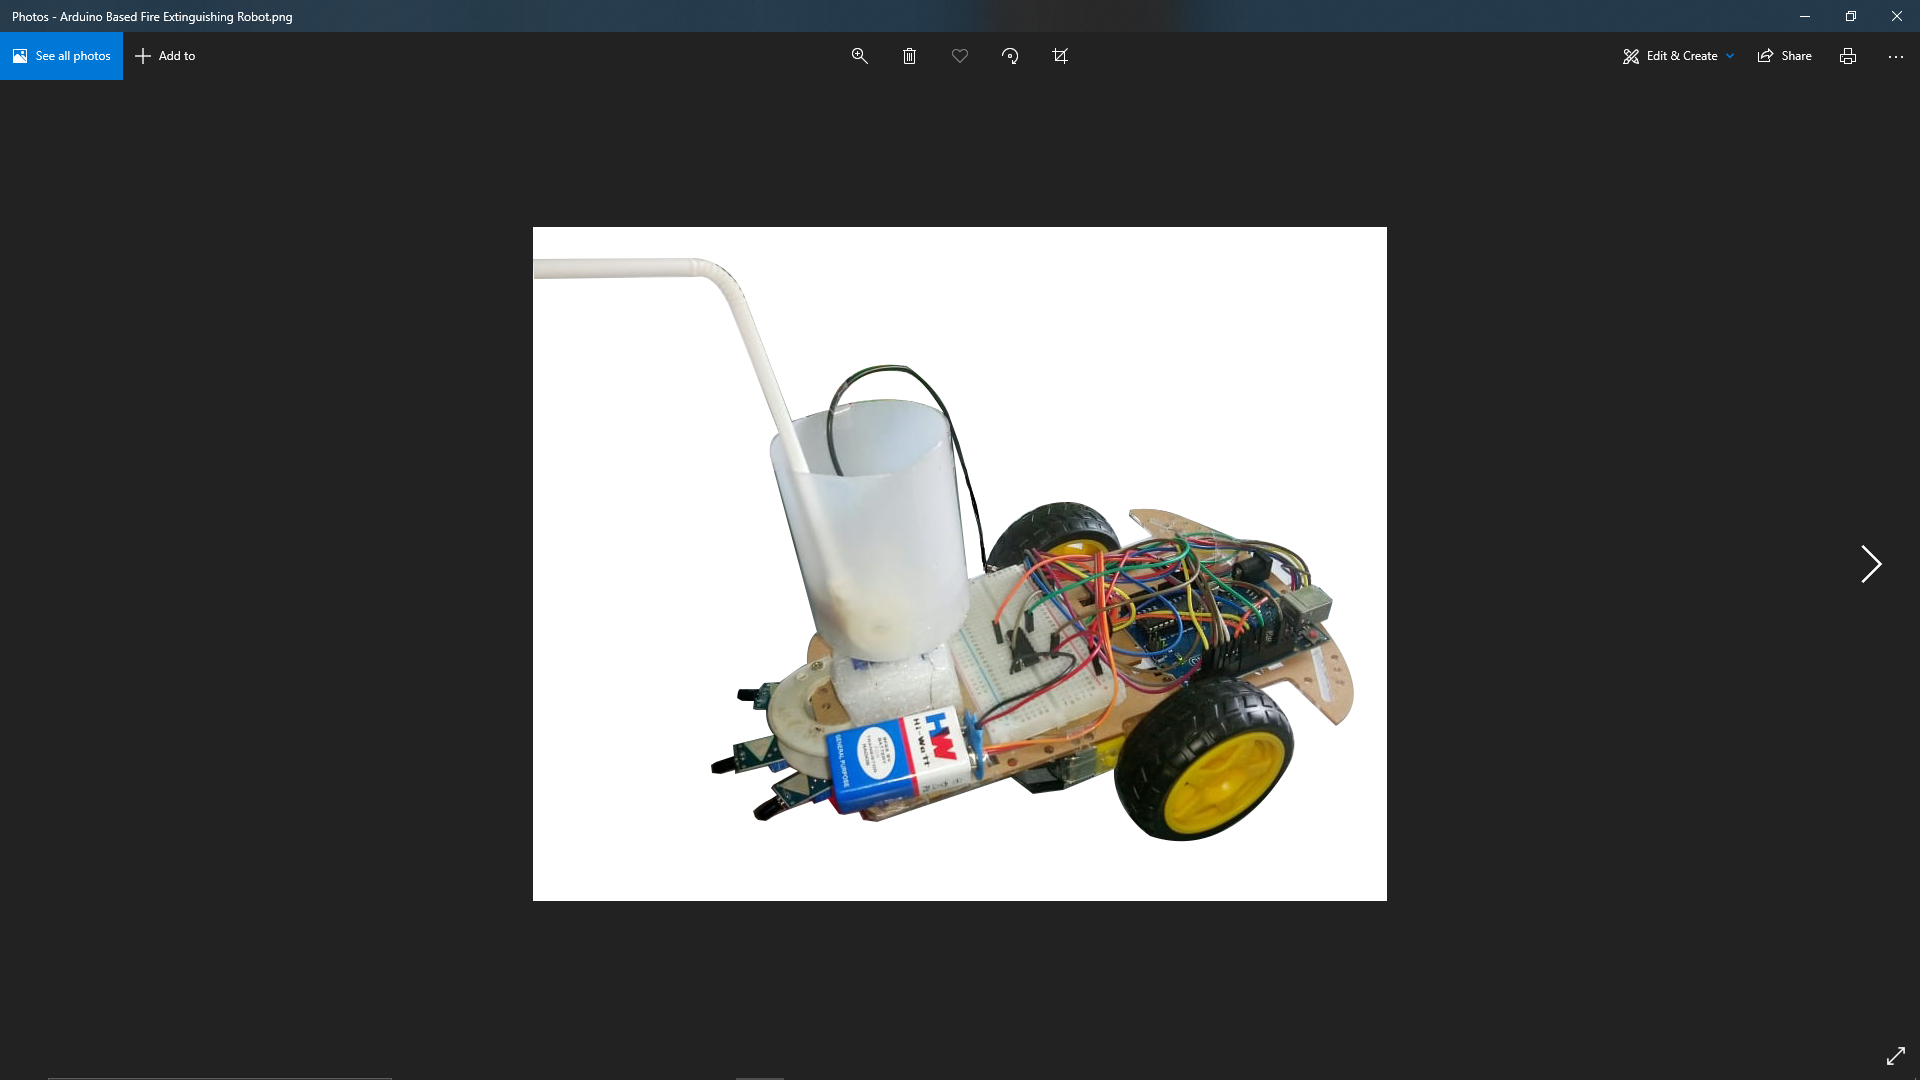 Photos - Arduino Based Fire Extinguishing Robot.png
See all photos
Add to
Edit & Create
Share
HW
Hi-Watt
GENERAL PURPOSE